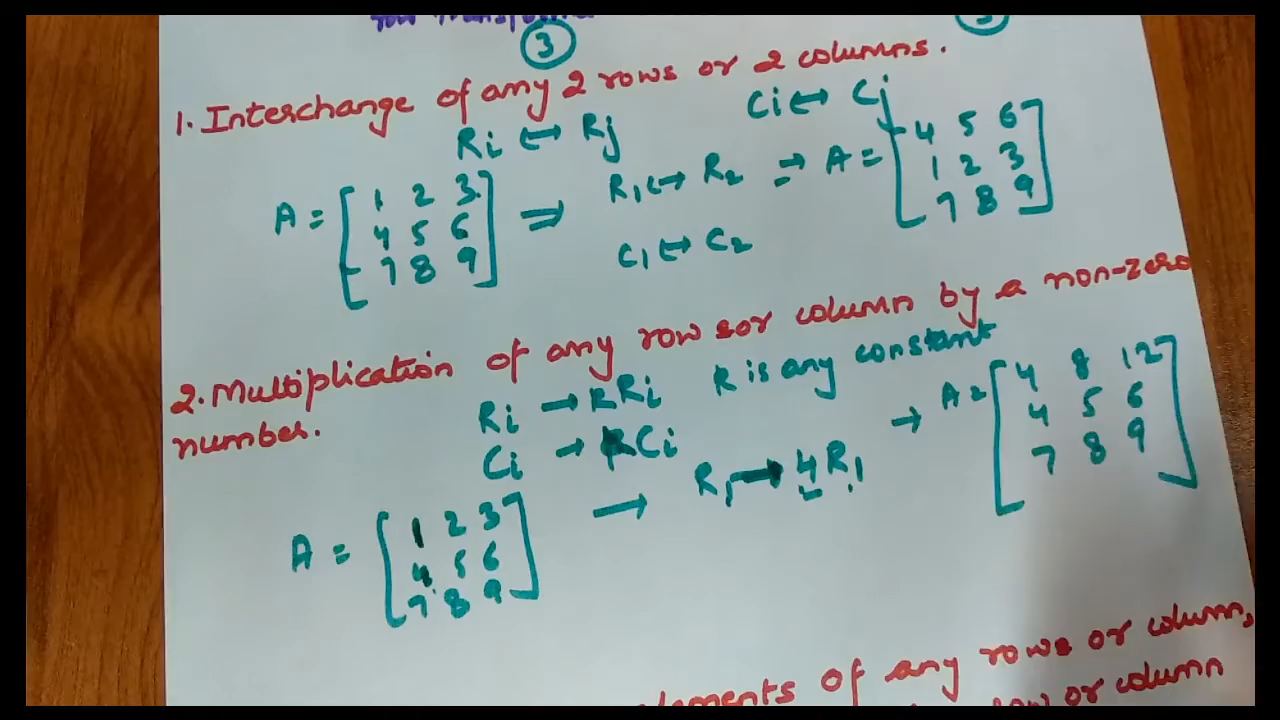 3
1. Interchange of any 2 rows or 2 columns.
Ri ↔ Rj Ci ↔ Cj
A = [1 2 3
4 5 6
7 8 9] ⇒ R1 ↔ R2 → A = [4 5 6
1 2 3
7 8 9]
C1 ↔ C2
2. Multiplication of any row sor column by a non-zero
number.
Ri → kRi k is any constant
Ci → kCi
A = [1 2 3
4 5 6
7 8 9] → R1 → 4R1 → A = [4 8 12
4 5 6
7 8 9]
elements of any rows or column,
row or column